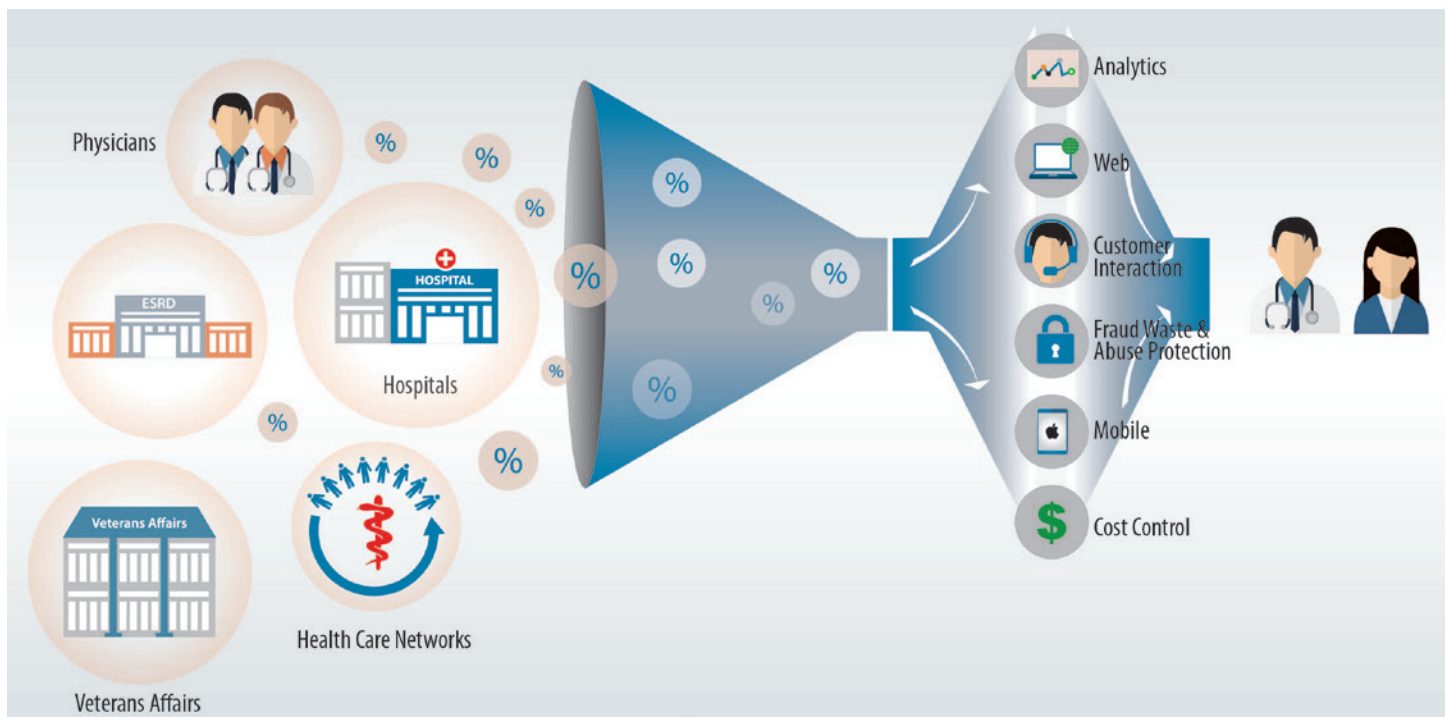 Physicians
%
%
%
ESRD
HOSPITAL
Hospitals
%
%
%
Veterans Affairs
Health Care Networks
Veterans Affairs
%
%
%
%
%
%
Analytics
Web
Customer
Interaction
Fraud Waste &
Abuse Protection
Mobile
$
Cost Control